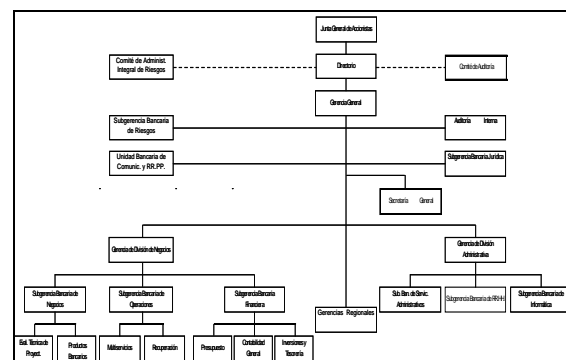 Junta General de Accionistas
Comité de Administ.
Integral de Riesgos
Directorio
Comité de Auditoría
Gerencia General
Subgerencia Bancaria
de Riesgos
Auditoría Interna
Unidad Bancaria de
Comunic. y RR.PP.
Subgerencia Bancaria Jurídica
Secretaría General
Gerencia de División de Negocios
Gerencia de División
Administrativa
Subgerencia Bancaria de
Negocios
Subgerencia Bancaria de
Operaciones
Subgerencia Bancaria
Financiera
Gerencias Regionales
Sub. Ban. de Servic.
Administrativos
Subgerencia Bancaria de RRHH
Subgerencia Bancaria de
Informática
Eval. Técnica de
Proyect.
Productos
Bancarios
Multiservicios
Recuperación
Presupuesto
Contabilidad
General
Inversiones y
Tesorería